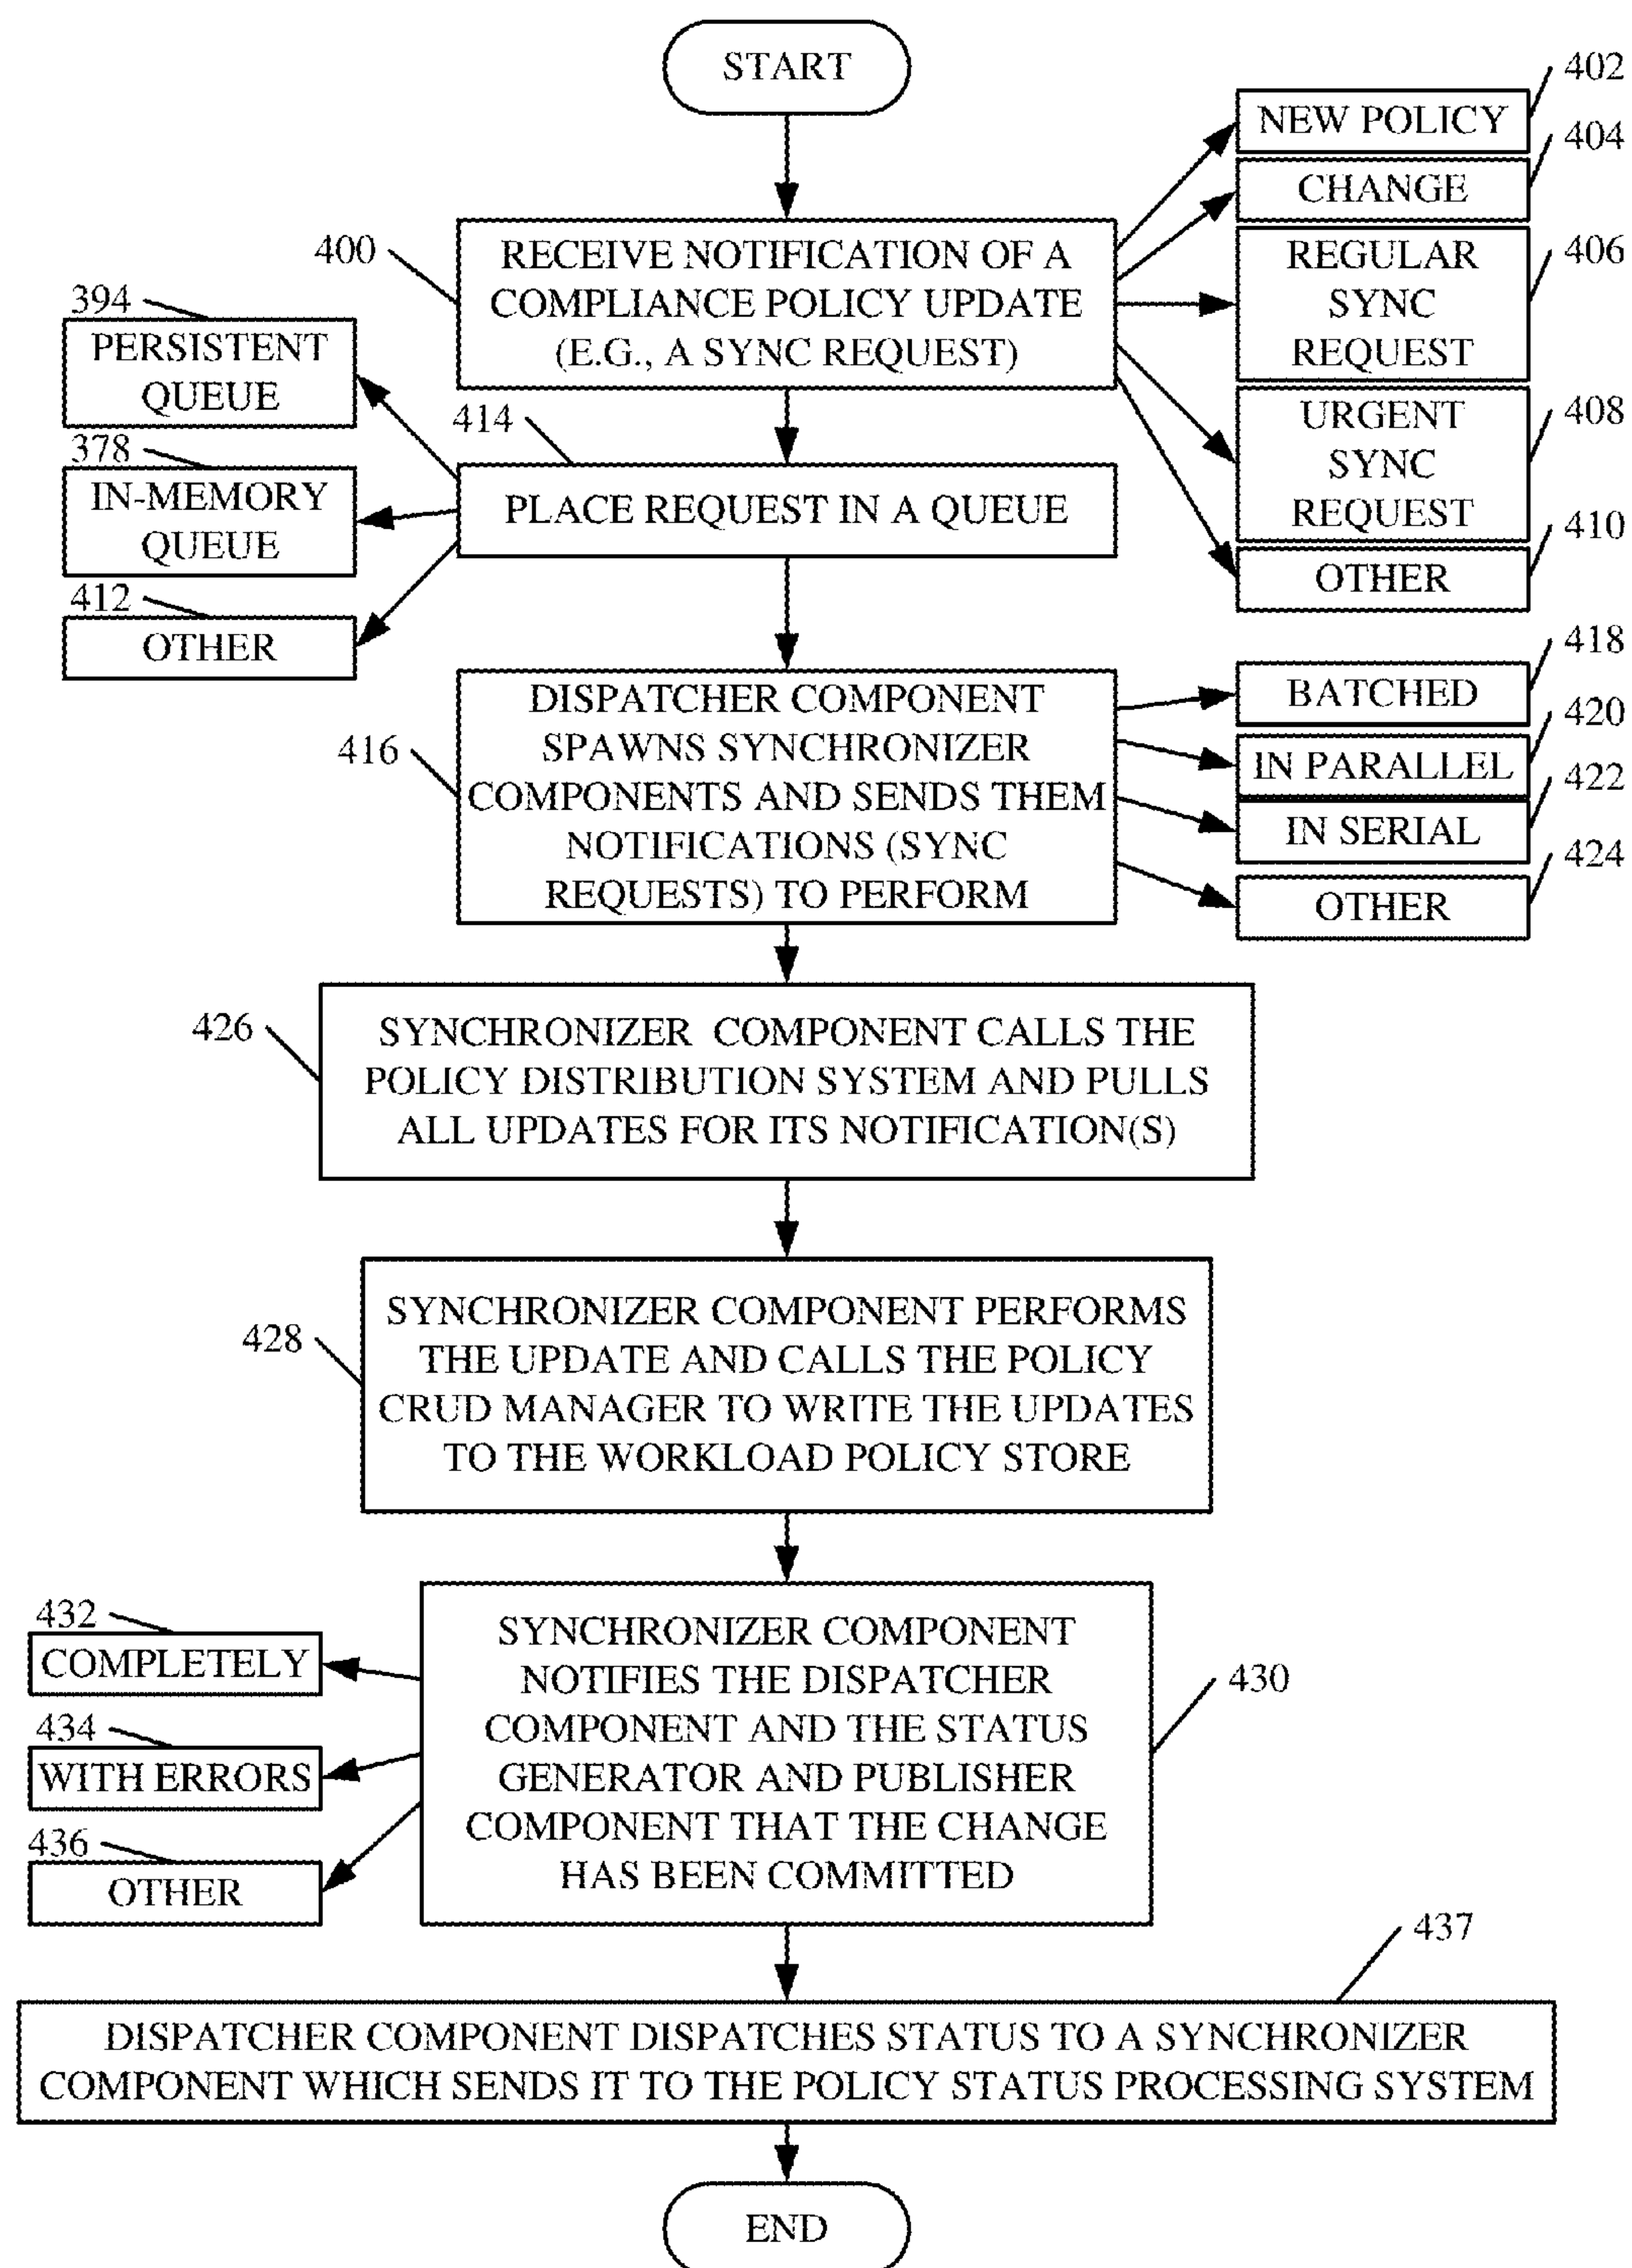 START
402
NEW POLICY
404
CHANGE
400
RECEIVE NOTIFICATION OF A
COMPLIANCE POLICY UPDATE
(E.G., A SYNC REQUEST)
406
REGULAR
SYNC
REQUEST
408
URGENT
SYNC
REQUEST
410
OTHER
394
PERSISTENT
QUEUE
378
IN-MEMORY
QUEUE
412
OTHER
414
PLACE REQUEST IN A QUEUE
416
DISPATCHER COMPONENT
SPAWNS SYNCHRONIZER
COMPONENTS AND SENDS THEM
NOTIFICATIONS (SYNC
REQUESTS) TO PERFORM
418
BATCHED
420
IN PARALLEL
422
IN SERIAL
424
OTHER
426
SYNCHRONIZER COMPONENT CALLS THE
POLICY DISTRIBUTION SYSTEM AND PULLS
ALL UPDATES FOR ITS NOTIFICATION(S)
428
SYNCHRONIZER COMPONENT PERFORMS
THE UPDATE AND CALLS THE POLICY
CRUD MANAGER TO WRITE THE UPDATES
TO THE WORKLOAD POLICY STORE
430
SYNCHRONIZER COMPONENT
NOTIFIES THE DISPATCHER
COMPONENT AND THE STATUS
GENERATOR AND PUBLISHER
COMPONENT THAT THE CHANGE
HAS BEEN COMMITTED
432
COMPLETELY
434
WITH ERRORS
436
OTHER
437
DISPATCHER COMPONENT DISPATCHES STATUS TO A SYNCHRONIZER
COMPONENT WHICH SENDS IT TO THE POLICY STATUS PROCESSING SYSTEM
END